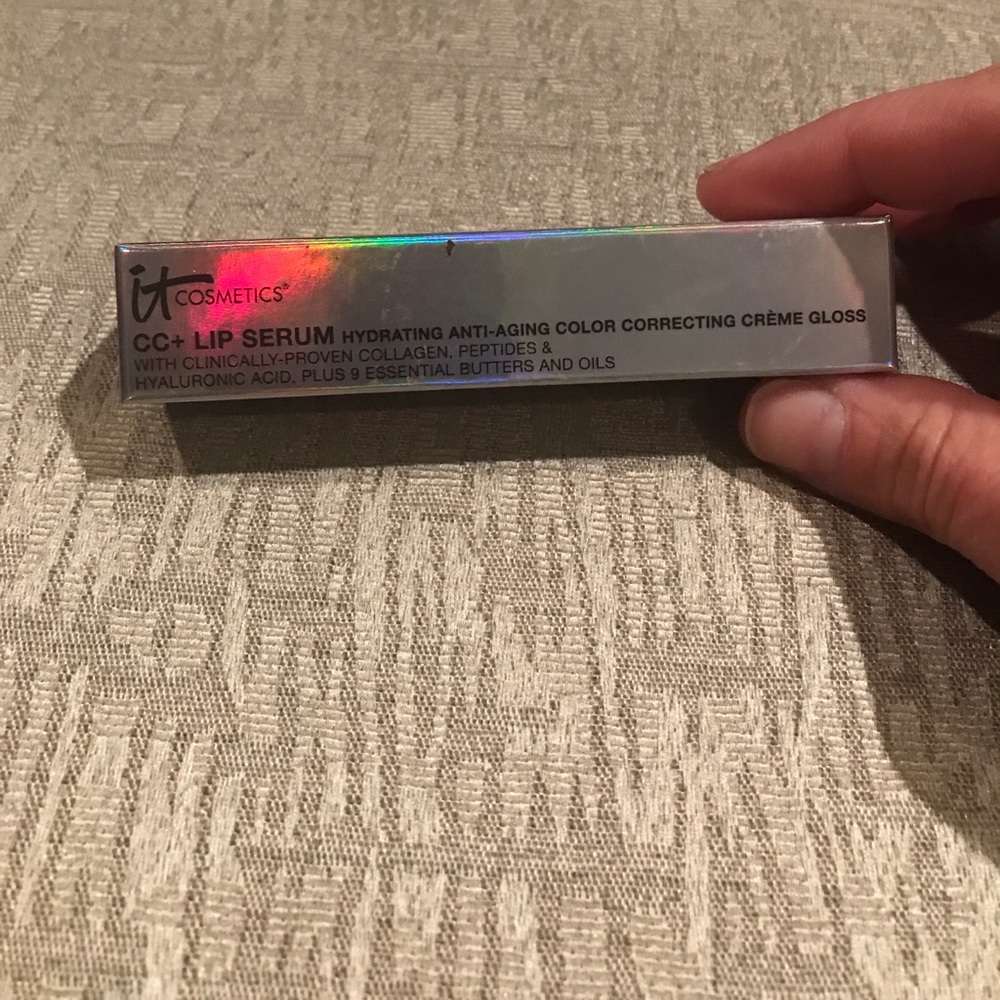 it COSMETICS®
CC+ LIP SERUM HYDRATING ANTI-AGING COLOR CORRECTING CRÈME GLOSS
WITH CLINICALLY-PROVEN COLLAGEN, PEPTIDES &
HYALURONIC ACID, PLUS 9 ESSENTIAL BUTTERS AND OILS